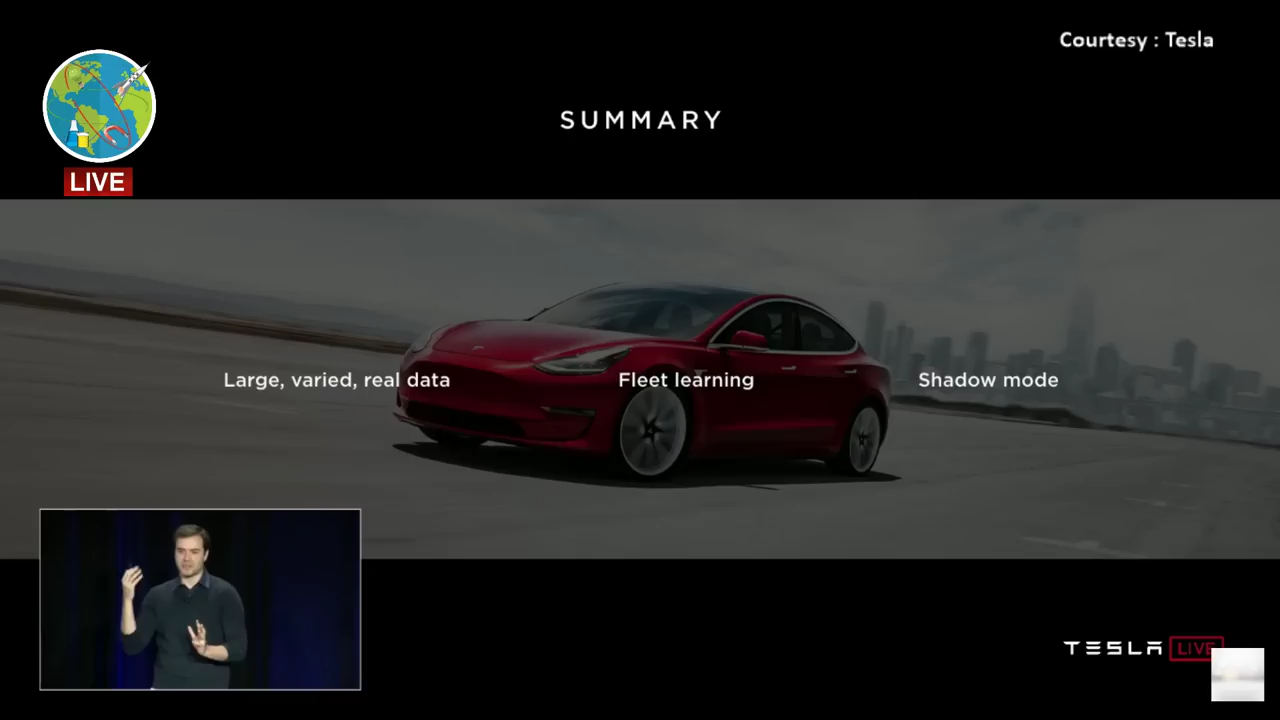 Courtesy : Tesla
SUMMARY
LIVE
Large, varied, real data
Fleet learning
Shadow mode
TESLA LIVE